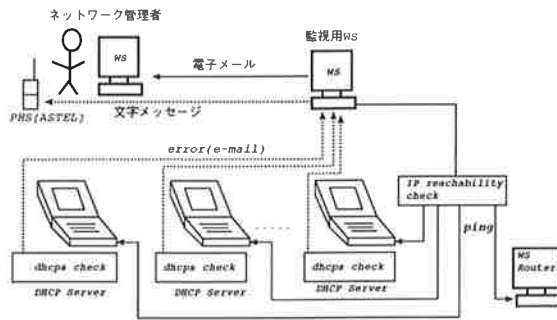 ネットワーク管理者
監視用WS
WS
電子メール
WS
文字メッセージ
PHS(ASTEL)
error(e-mail)
IP reachability
check
ping
dhcps check
dhcps check
dhcps check
DHCP Server
DHCP Server
DHCP Server
WS
Router